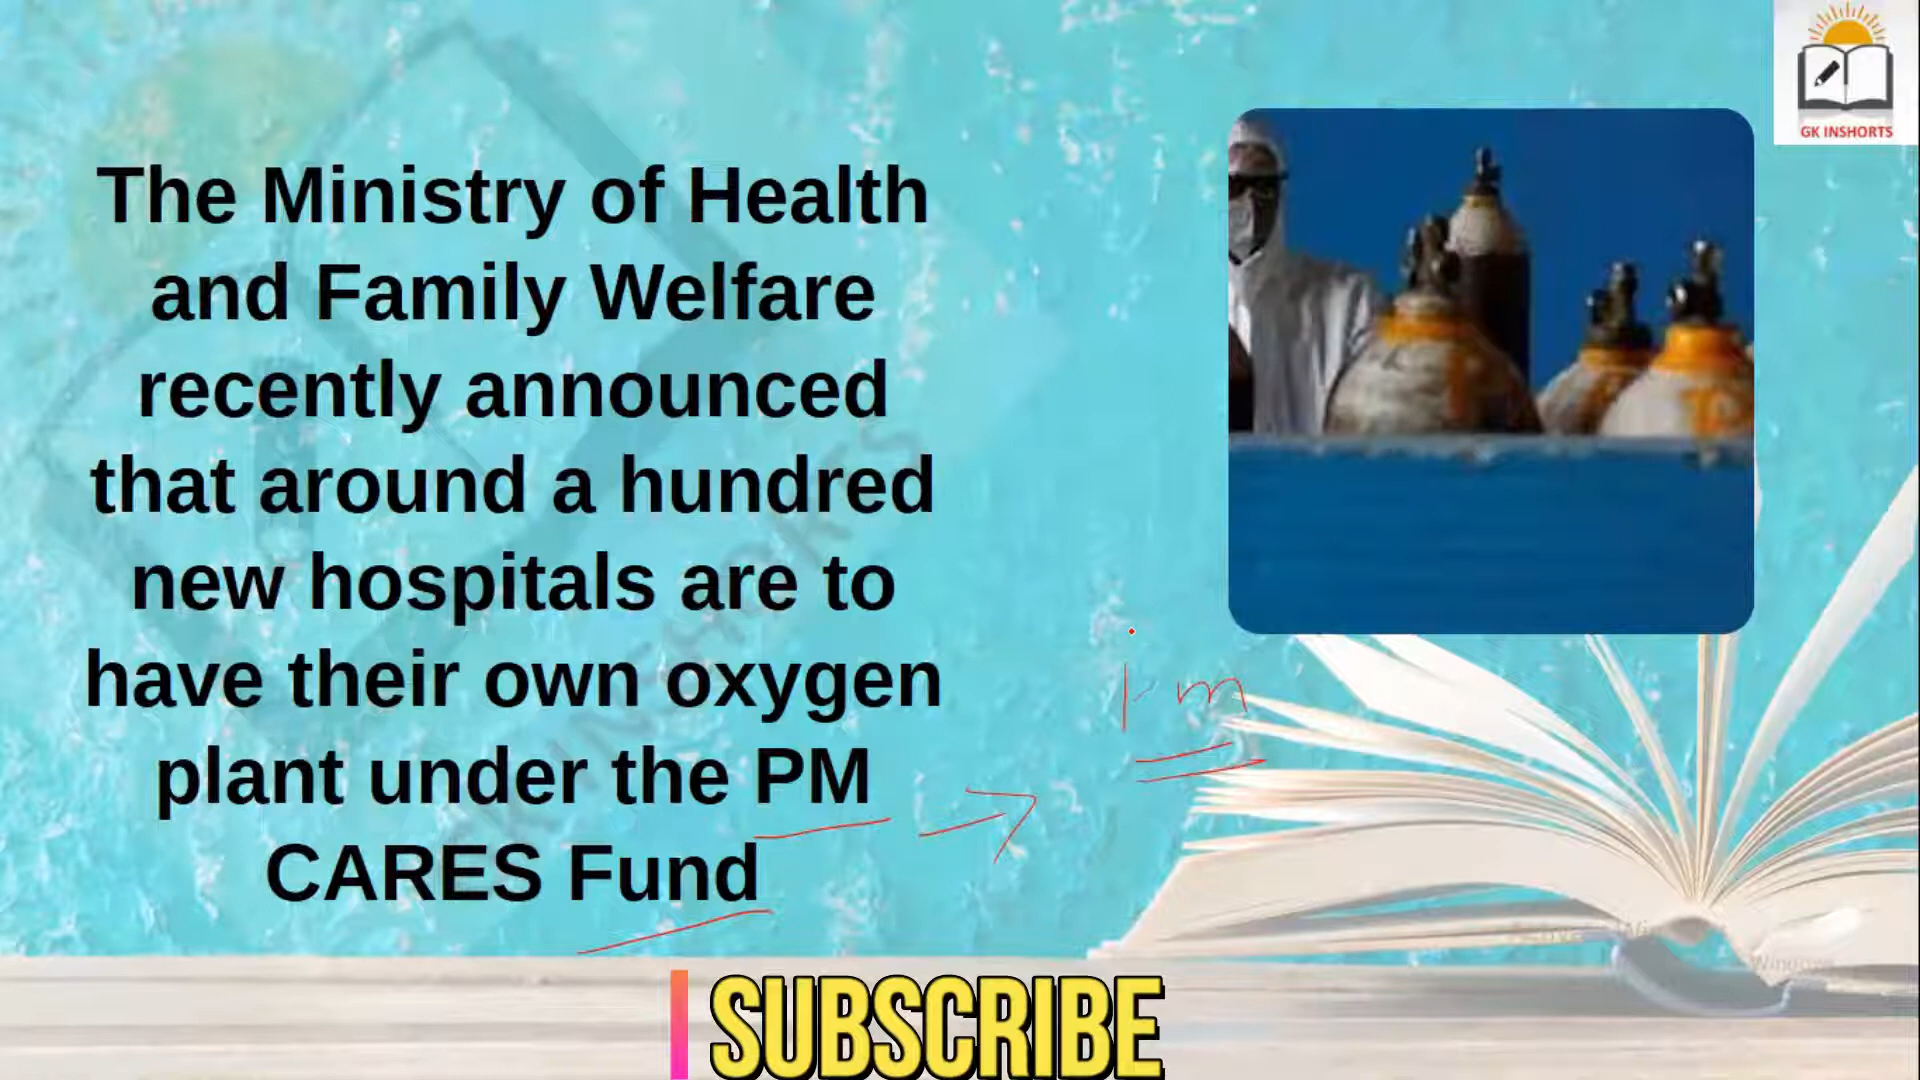 GK INSHORTS
The Ministry of Health
and Family Welfare
recently announced
that around a hundred
new hospitals are to
have their own oxygen
plant under the PM
CARES Fund
Pm
SUBSCRIBE